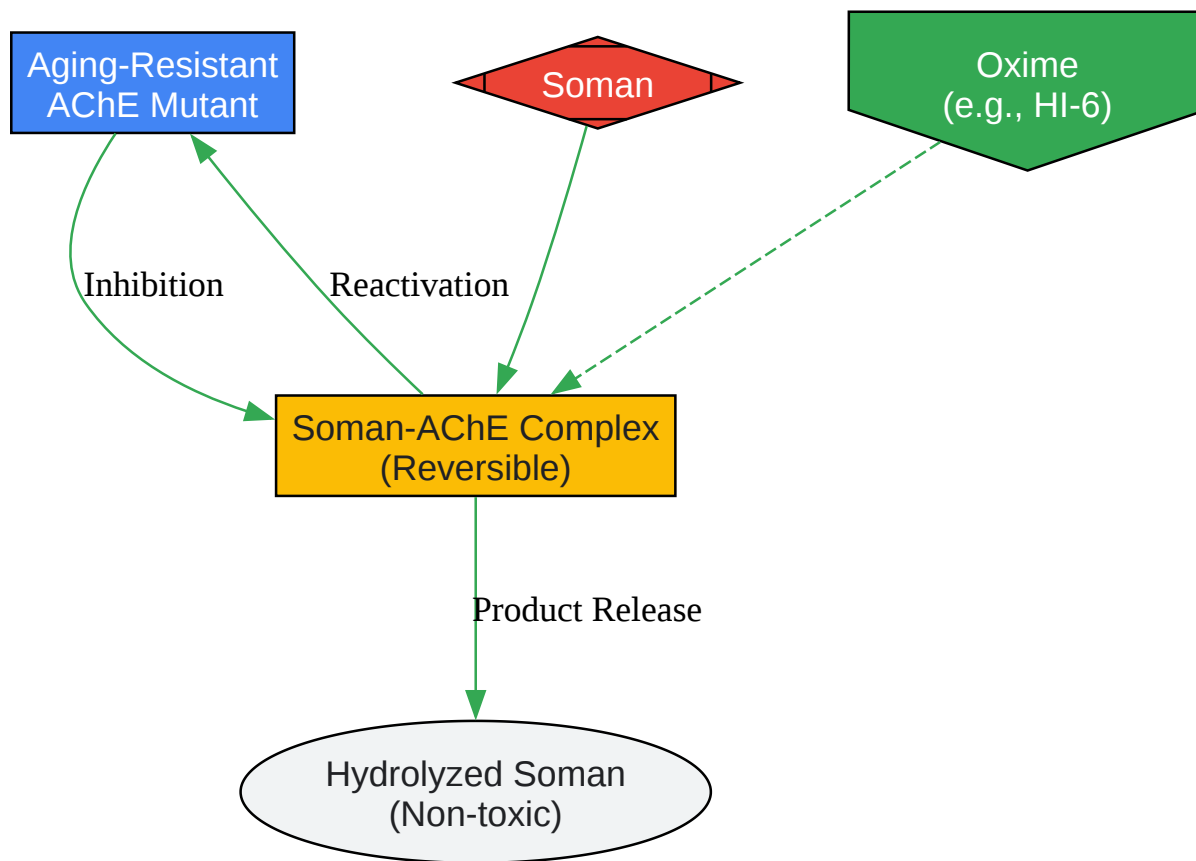 Aging-Resistant
AChE Mutant
Soman
Oxime
(e.g., HI-6)
Inhibition
Reactivation
Soman-AChE Complex
(Reversible)
Product Release
Hydrolyzed Soman
(Non-toxic)